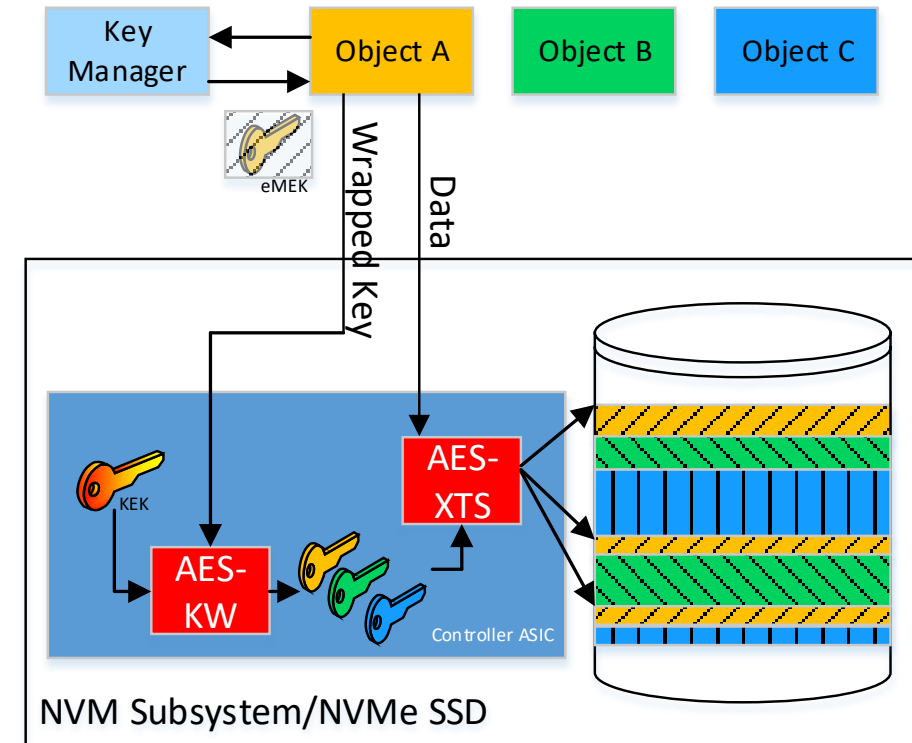 Key
Manager
Object A
Object B
Object C
eMEK
Wrapped Key
Data
KEK
AES-
KW
AES-
XTS
Controller ASIC
NVM Subsystem/NVMe SSD